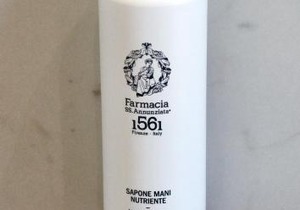 Farmacia
SS. Annunziata
1561
Firenze - Italy
SAPONE MANI
NUTRIENTE